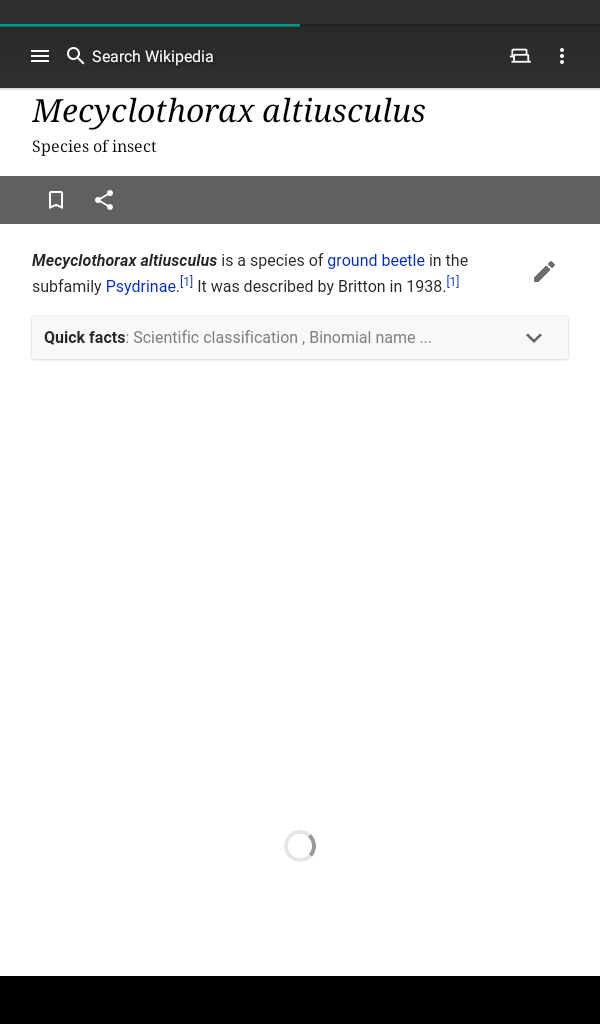 Search Wikipedia
Mecyclothorax altiusculus
Species of insect
Mecyclothorax altiusculus is a species of ground beetle in the
subfamily Psydrinae.[1] It was described by Britton in 1938.[1]
Quick facts: Scientific classification , Binomial name ...